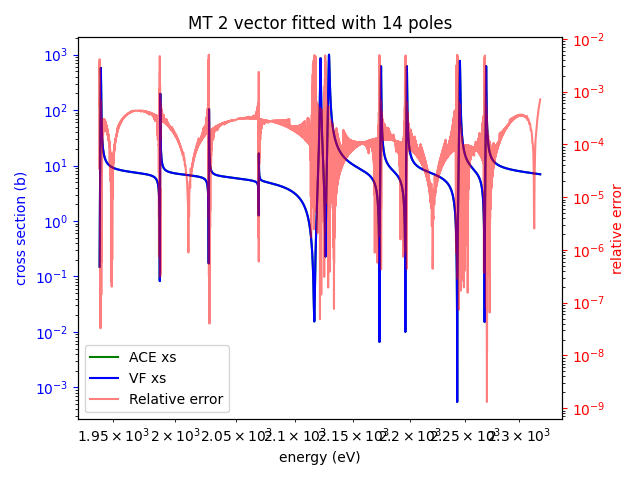 MT 2 vector fitted with 14 poles
10³
10²
10¹
10⁰
10⁻¹
10⁻²
10⁻³
cross section (b)
10⁻²
10⁻³
10⁻⁴
10⁻⁵
10⁻⁶
10⁻⁷
10⁻⁸
10⁻⁹
relative error
ACE xs
VF xs
Relative error
1.95 × 10³ 2 × 10³ 2.05 × 10³ 2.1 × 10³ 2.15 × 10³ 2.2 × 10³ 2.25 × 10³ 2.3 × 10³
energy (eV)